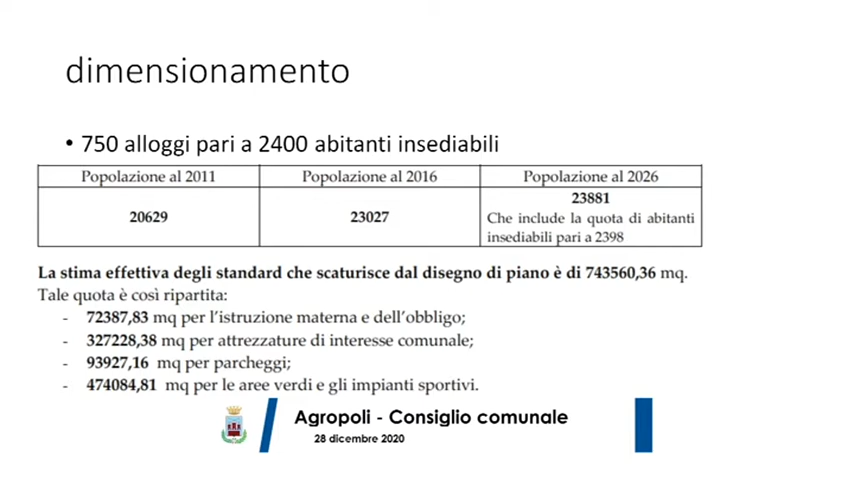 dimensionamento
• 750 alloggi pari a 2400 abitanti insediabili
Popolazione al 2011
Popolazione al 2016
Popolazione al 2026
20629
23027
23881
Che include la quota di abitanti
insediabili pari a 2398
La stima effettiva degli standard che scaturisce dal disegno di piano è di 743560,36 mq.
Tale quota è così ripartita:
- 72387,83 mq per l'istruzione materna e dell'obbligo;
- 327228,38 mq per attrezzature di interesse comunale;
- 93927,16 mq per parcheggi;
- 474084,81 mq per le aree verdi e gli impianti sportivi.
Agropoli - Consiglio comunale
28 dicembre 2020